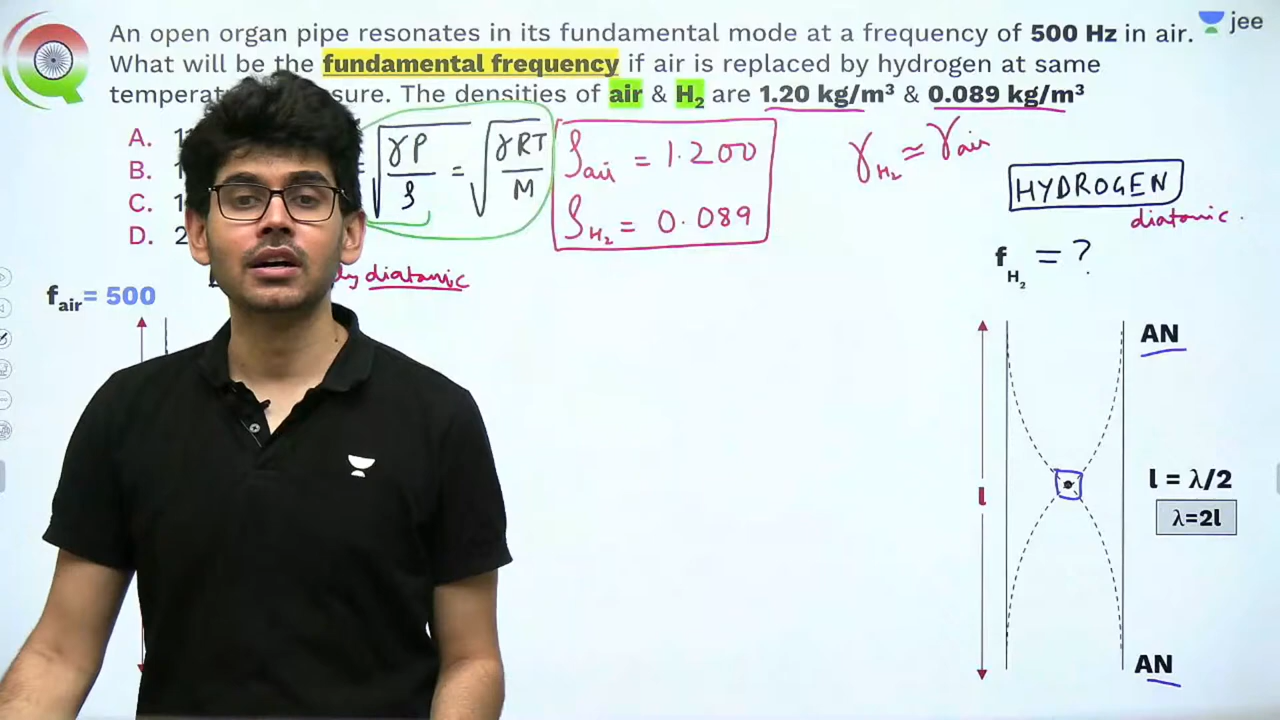 An open organ pipe resonates in its fundamental mode at a frequency of 500 Hz in air.
jee
What will be the fundamental frequency if air is replaced by hydrogen at same
The densities of air & H₂ are 1.20 kg/m³ & 0.089 kg/m³
A.
B.
C.
D.
√(γP/ρ) = √(γRT/M)
ρair = 1.200
ρH₂ = 0.089
γH₂ ≈ γair
HYDROGEN
diatomic.
fH₂ = ?
diatomic
fair = 500
AN
l
l = λ/2
λ=2l
AN